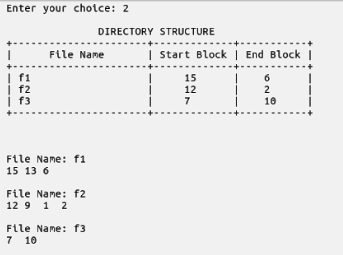 Enter your choice: 2
DIRECTORY STRUCTURE
+---------------------+-------------+-----------+
| File Name | Start Block | End Block |
+---------------------+-------------+-----------+
| f1 | 15 | 6 |
| f2 | 12 | 2 |
| f3 | 7 | 10 |
+---------------------+-------------+-----------+
File Name: f1
15 13 6
File Name: f2
12 9 1 2
File Name: f3
7 10